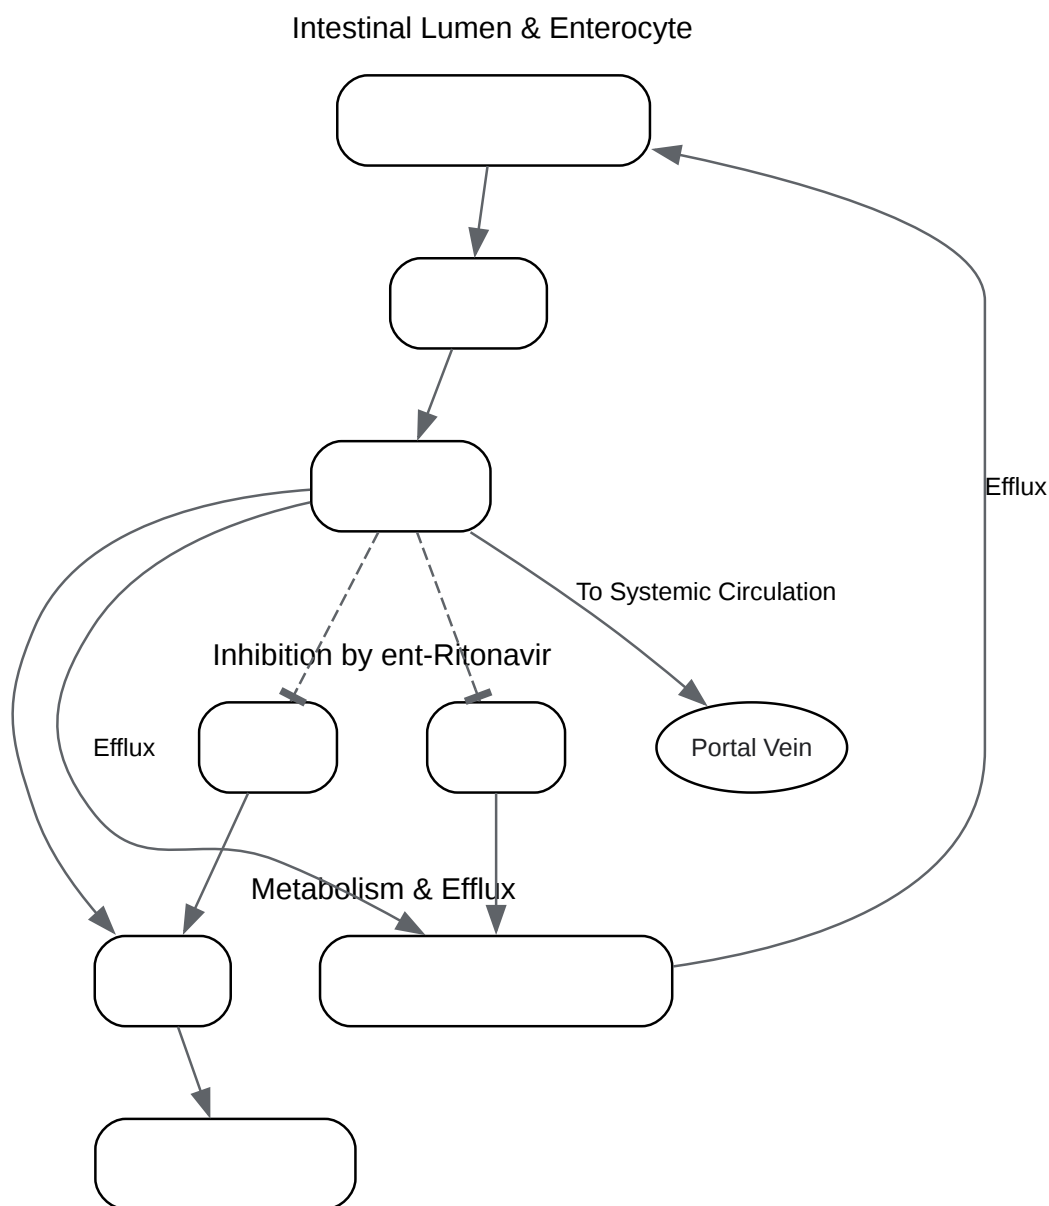 Intestinal Lumen & Enterocyte
Efflux
To Systemic Circulation
Inhibition by ent-Ritonavir
Efflux
Portal Vein
Metabolism & Efflux